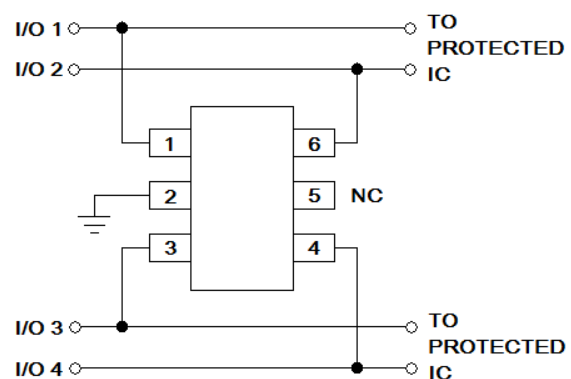 I/O 1
TO
PROTECTED
I/O 2
IC
1
6
2
5
NC
3
4
I/O 3
TO
PROTECTED
I/O 4
IC